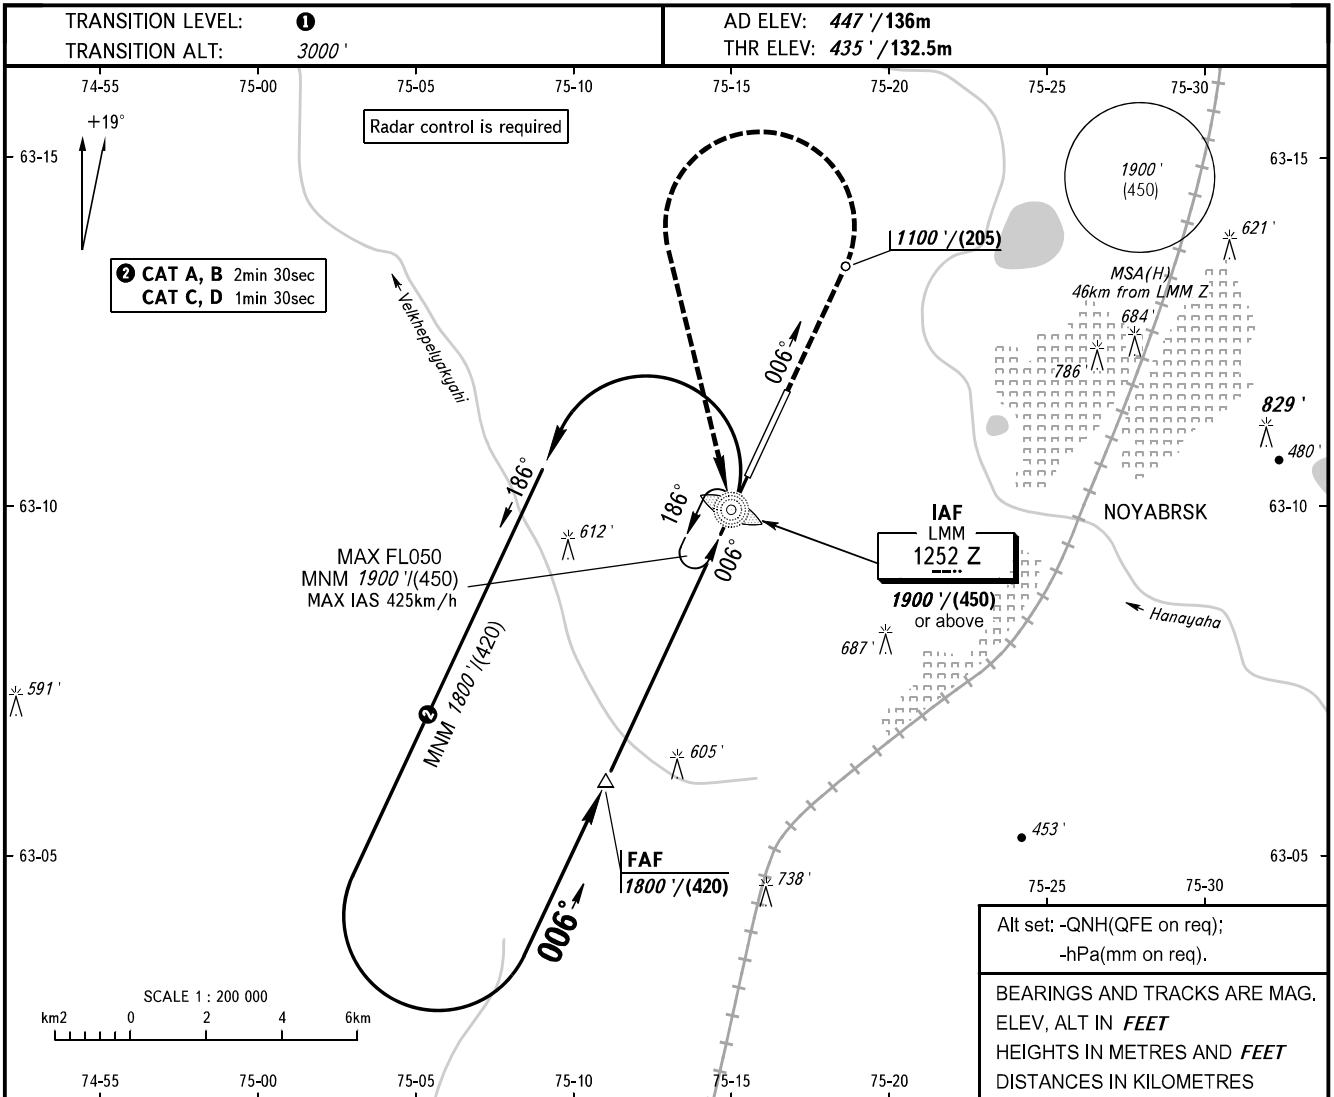 TRANSITION LEVEL: 1
TRANSITION ALT: 3000 '
AD ELEV: 447 '/136m
THR ELEV: 435 '/132.5m
74-55 75-00 75-05 75-10 75-15 75-20 75-25 75-30
+19°
Radar control is required
63-15
63-15
1900 '
(450)
MSA(H)
46km from LMM Z
1100 '/(205)
621 '
684 '
786 '
829 '
480 '
2 CAT A, B 2min 30sec
CAT C, D 1min 30sec
Velkhepelyakyahi
006°
186°
186°
006°
63-10
63-10
NOYABRSK
612 '
IAF
LMM
1252 Z
1900 '/(450)
or above
MAX FL050
MNM 1900 '/(450)
MAX IAS 425km/h
Hanayaha
687 '
591 '
2
MNM 1800 '/(420)
605 '
453 '
63-05
63-05
FAF
1800 '/(420)
738 '
006°
75-25 75-30
SCALE 1 : 200 000
km2 0 2 4 6km
Alt set: -QNH(QFE on req);
-hPa(mm on req).
BEARINGS AND TRACKS ARE MAG.
ELEV, ALT IN FEET
HEIGHTS IN METRES AND FEET
DISTANCES IN KILOMETRES
74-55 75-00 75-05 75-10 75-15 75-20